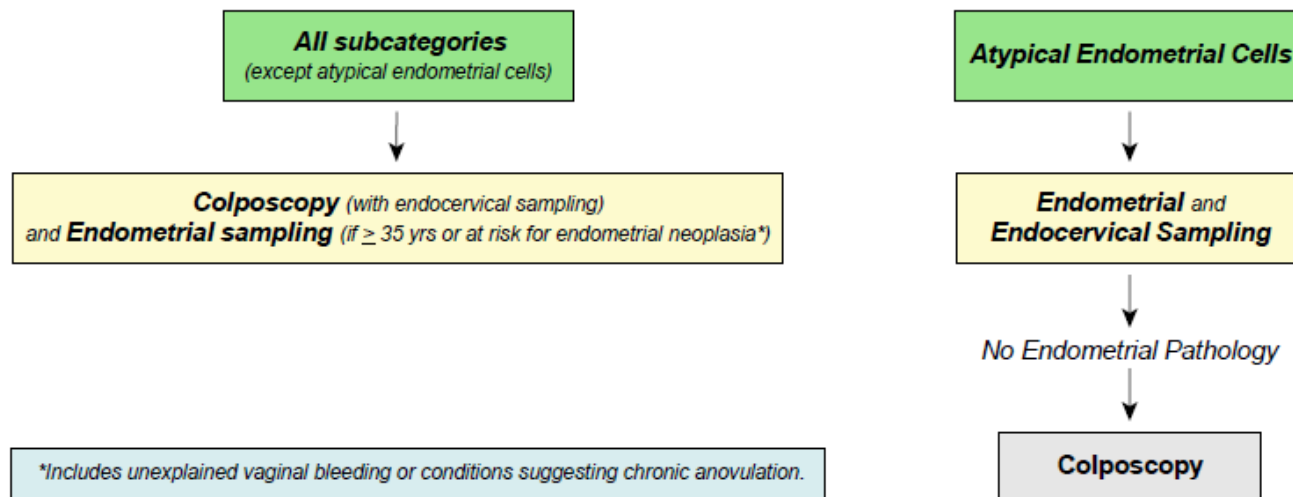 All subcategories
(except atypical endometrial cells)
Colposcopy (with endocervical sampling)
and Endometrial sampling (if ≥ 35 yrs or at risk for endometrial neoplasia*)
*Includes unexplained vaginal bleeding or conditions suggesting chronic anovulation.
Atypical Endometrial Cells
Endometrial and
Endocervical Sampling
No Endometrial Pathology
Colposcopy